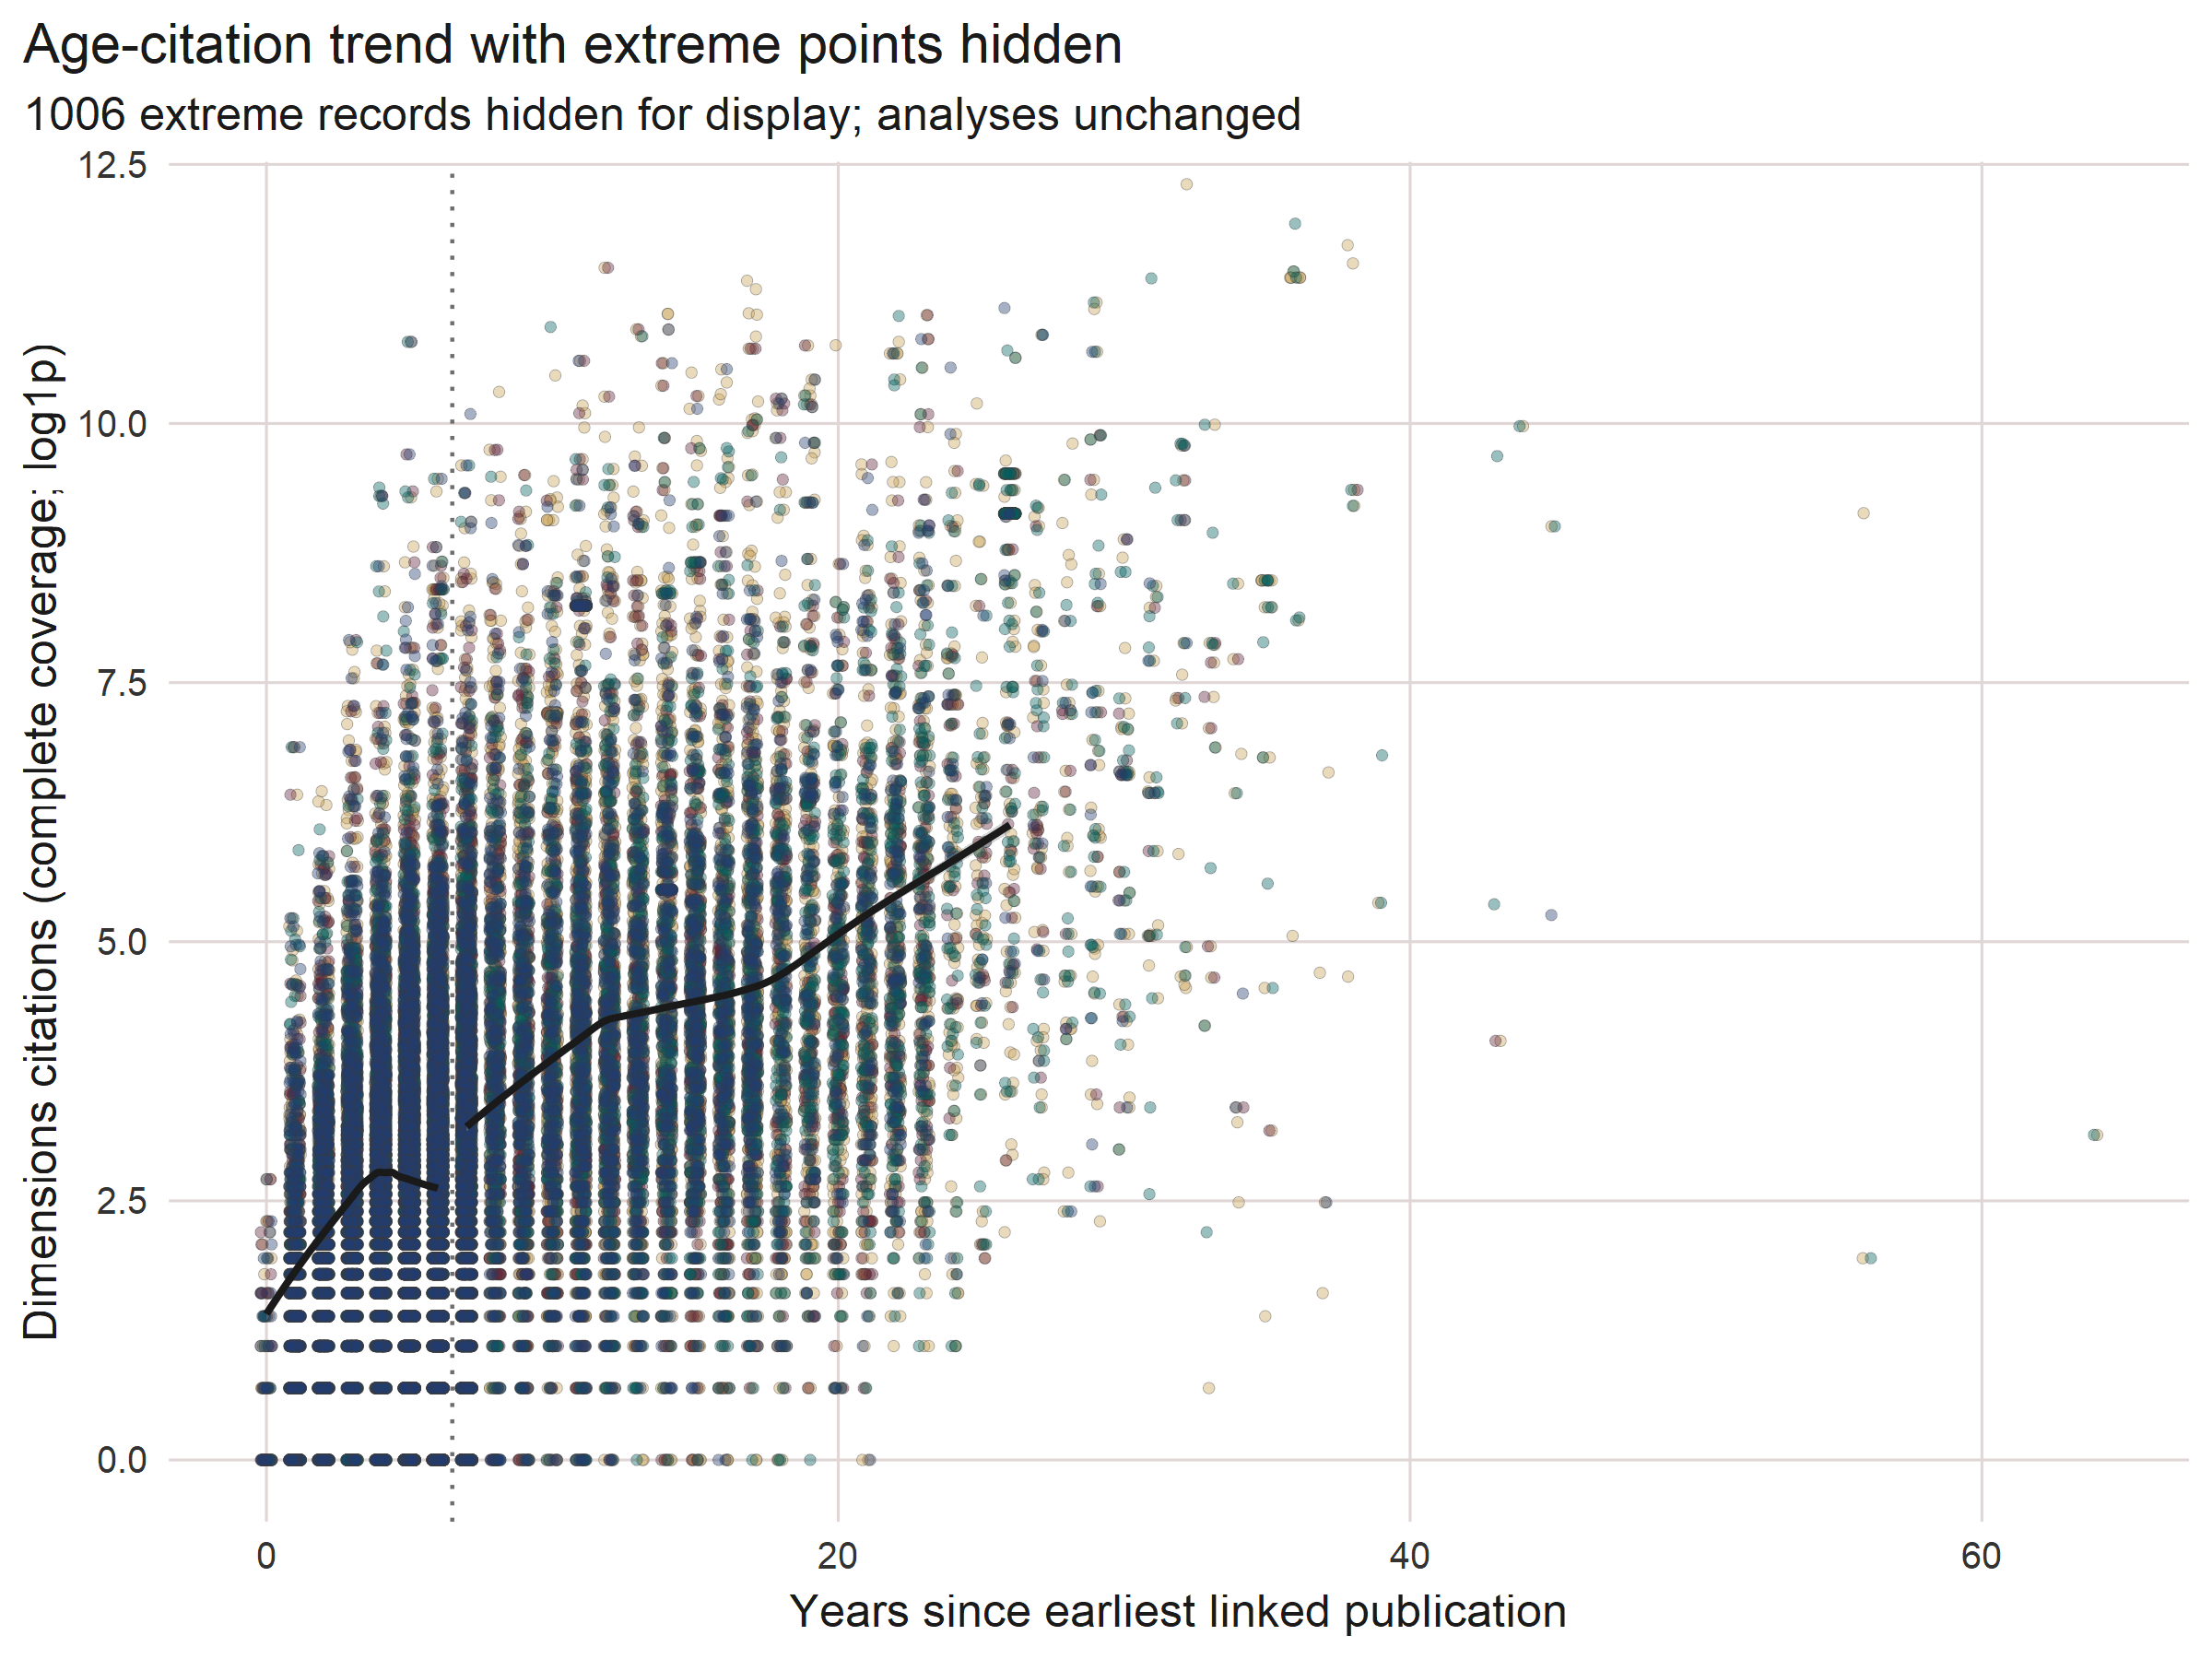 Age-citation trend with extreme points hidden
1006 extreme records hidden for display; analyses unchanged
Dimensions citations (complete coverage; log1p)
12.5
10.0
7.5
5.0
2.5
0.0
0 20 40 60
Years since earliest linked publication